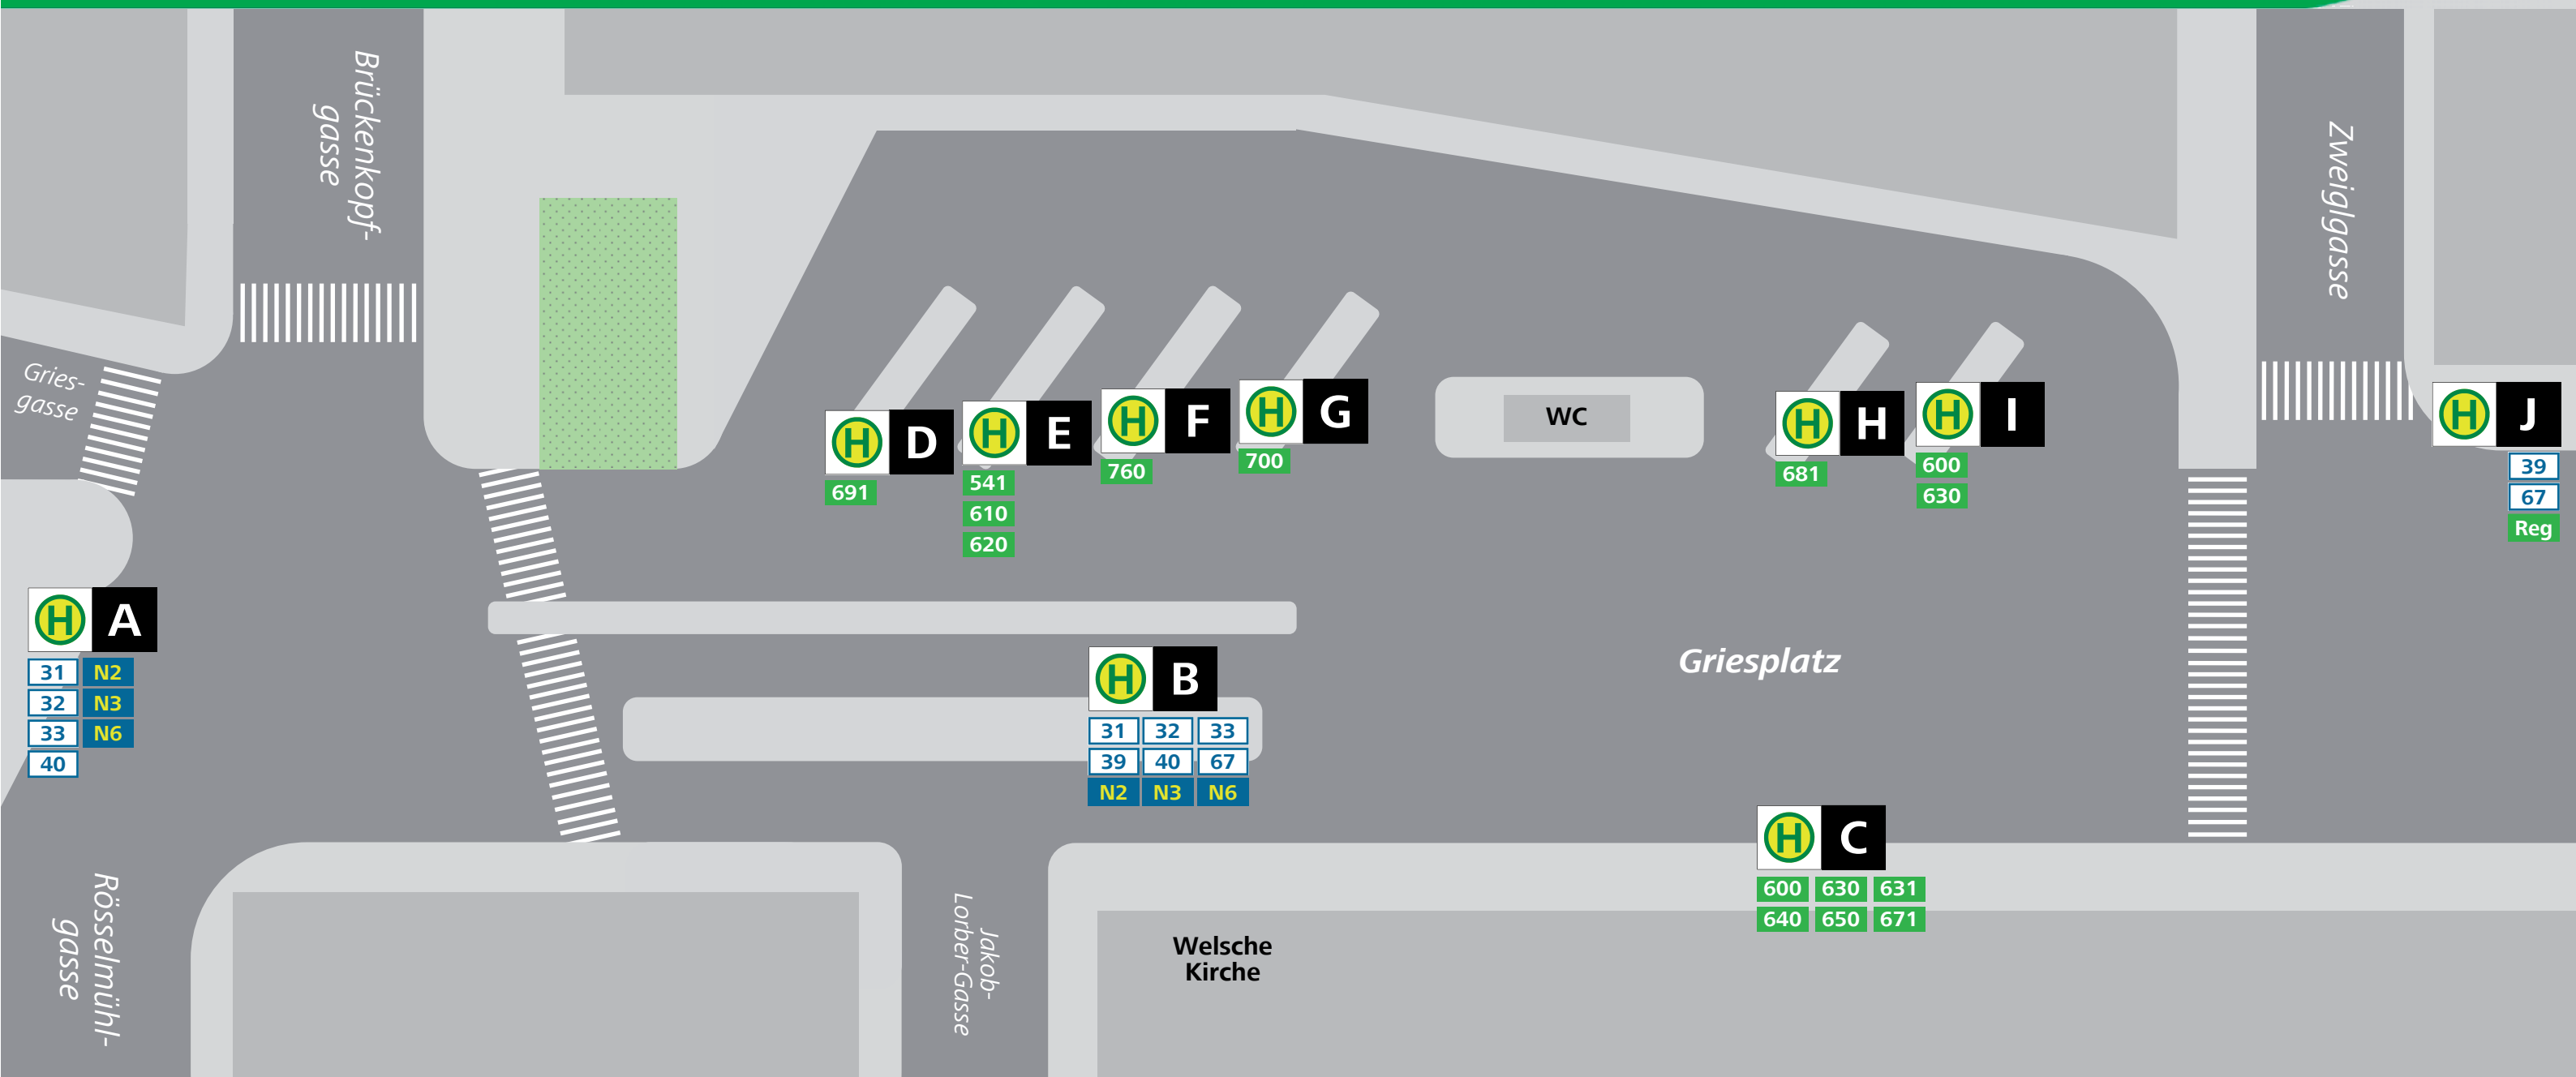 Brückenkopf-
gasse
Zweiglgasse
Gries-
gasse
H D
691
H E
541
610
620
H F
760
H G
700
WC
H H
681
H I
600
630
H J
39
67
Reg
H A
31 N2
32 N3
33 N6
40
H B
31 32 33
39 40 67
N2 N3 N6
Griesplatz
H C
600 630 631
640 650 671
Rösselmühl-
gasse
Jakob-
Lorber-Gasse
Welsche
Kirche